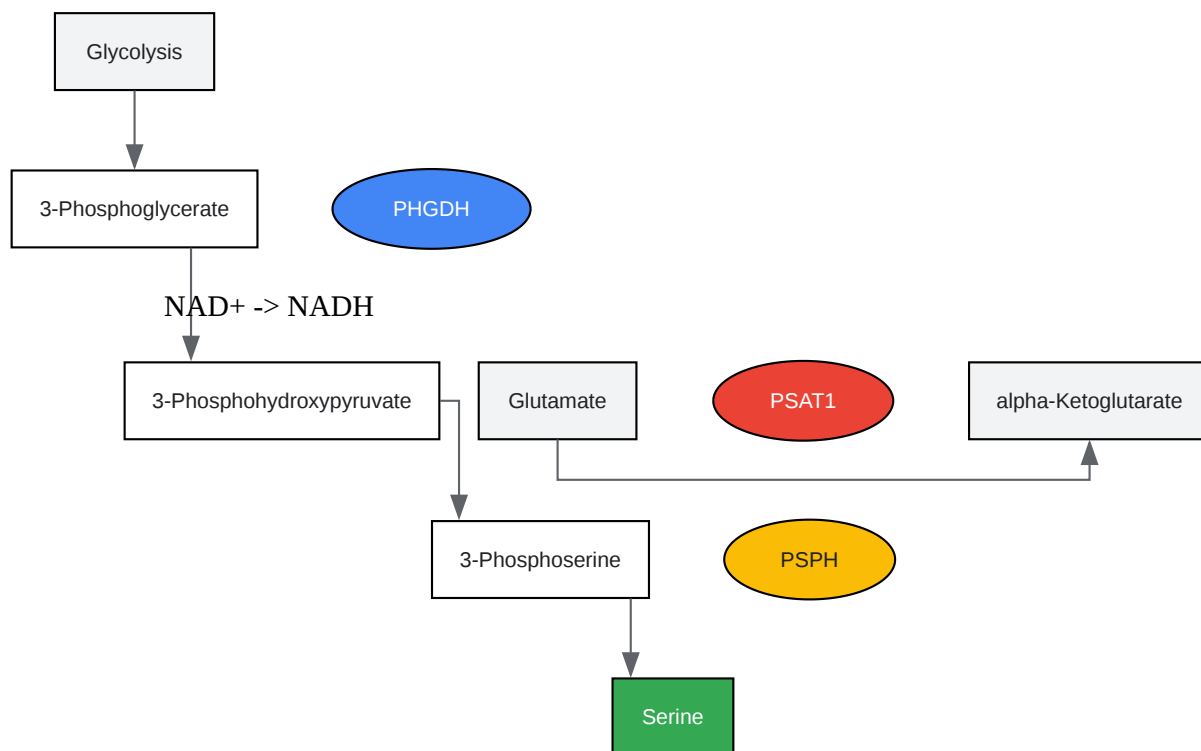 Glycolysis
3-Phosphoglycerate
PHGDH
NAD+ -> NADH
3-Phosphohydroxypyruvate
Glutamate
PSAT1
alpha-Ketoglutarate
3-Phosphoserine
PSPH
Serine